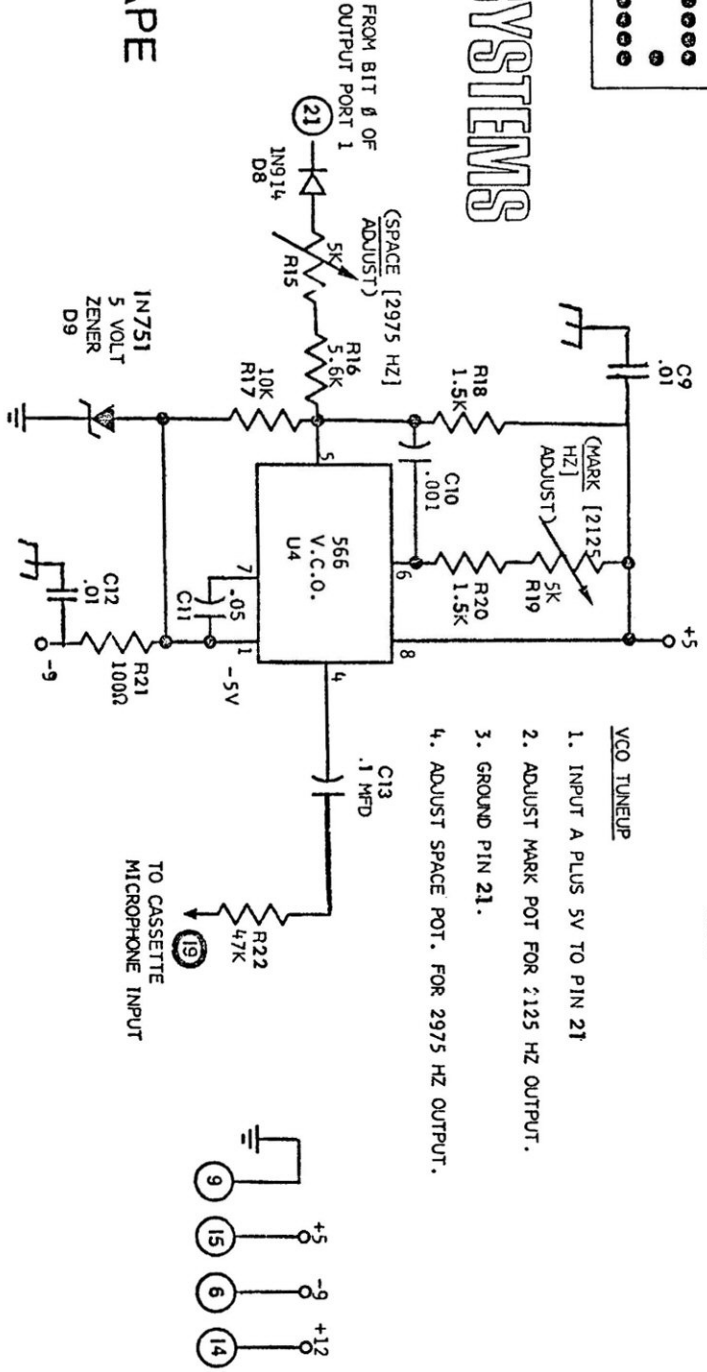 SYSTEMS
APE
FROM BIT 0 OF
OUTPUT PORT 1
21
1N914
D8
(SPACE [2975 HZ]
ADJUST)
5K
R15
R16
5.6K
10K
R17
1N751
5 VOLT
ZENER
D9
C9
.01
R18
1.5K
(MARK [2125
HZ]
ADJUST)
5K
R19
R20
1.5K
C10
.001
+5
5
6
8
566
V.C.O.
U4
7
1
4
.05
C11
-5V
C12
.01
R21
100Ω
-9
C13
.1 MFD
R22
47K
19
TO CASSETTE
MICROPHONE INPUT
VCO TUNEUP
1. INPUT A PLUS 5V TO PIN 21
2. ADJUST MARK POT FOR 2125 HZ OUTPUT.
3. GROUND PIN 21.
4. ADJUST SPACE POT. FOR 2975 HZ OUTPUT.
9
15
+5
6
-9
14
+12